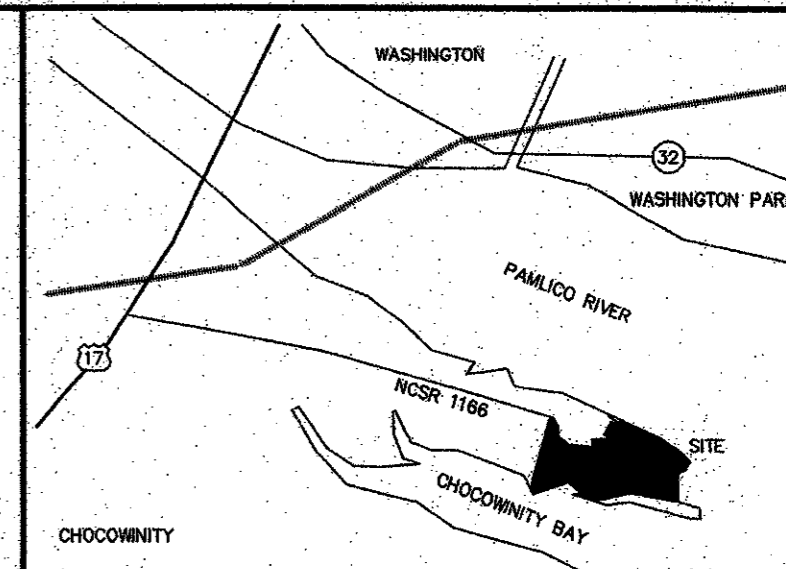 WASHINGTON
32
WASHINGTON PAR
PAMLICO RIVER
17
NCSR 1166
SITE
CHOCOWINITY BAY
CHOCOWINITY